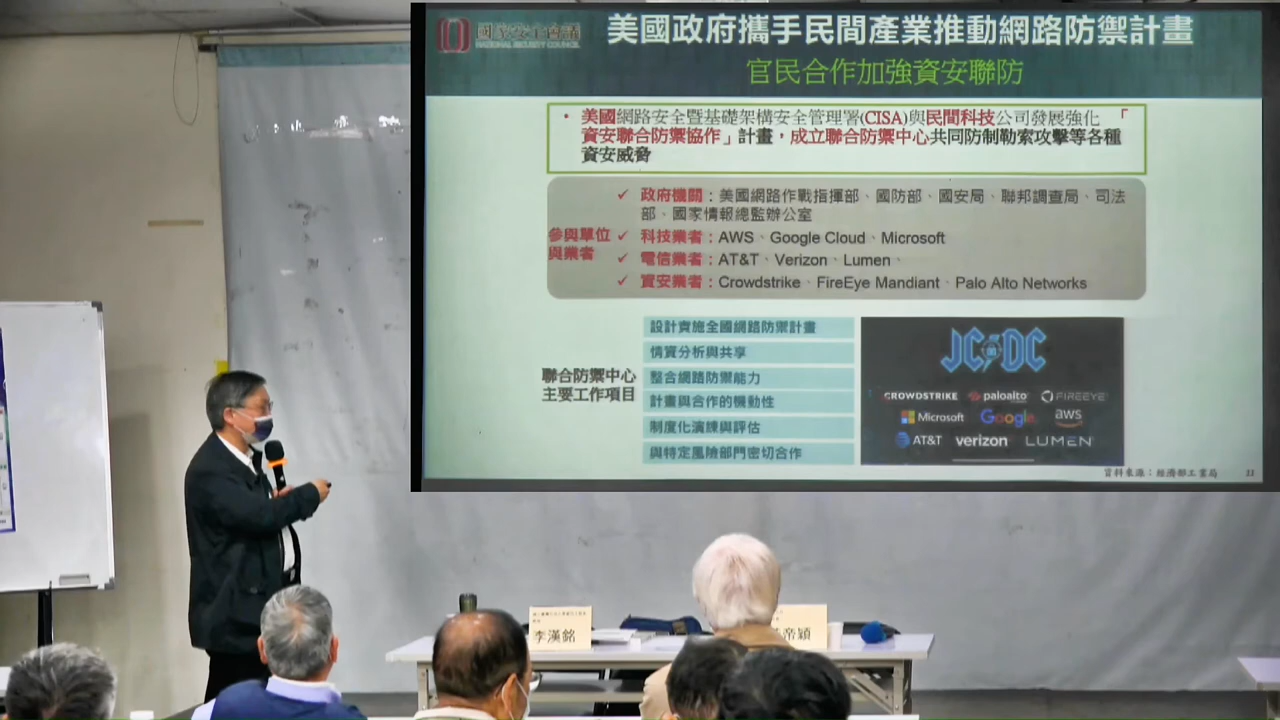 國家安全會議
NATIONAL SECURITY COUNCIL
美國政府攜手民間產業推動網路防禦計畫
官民合作加強資安聯防
• 美國網路安全暨基礎架構安全管理署(CISA)與民間科技公司發展強化「
資安聯合防禦協作」計畫,成立聯合防禦中心共同防制勒索攻擊等各種
資安威脅
參與單位
與業者
✓ 政府機關:美國網路作戰指揮部、國防部、國安局、聯邦調查局、司法
部、國家情報總監辦公室
✓ 科技業者:AWS、Google Cloud、Microsoft
✓ 電信業者:AT&T、Verizon、Lumen、
✓ 資安業者:Crowdstrike、FireEye Mandiant、Palo Alto Networks
聯合防禦中心
主要工作項目
設計實施全國網路防禦計畫
情資分析與共享
整合網路防禦能力
計畫與合作的機動性
制度化演練與評估
與特定風險部門密切合作
JCDC
CROWDSTRIKE paloalto FIREEYE
Microsoft Google aws
AT&T verizon LUMEN
資料來源:經濟部工業局
李漢銘
帝穎